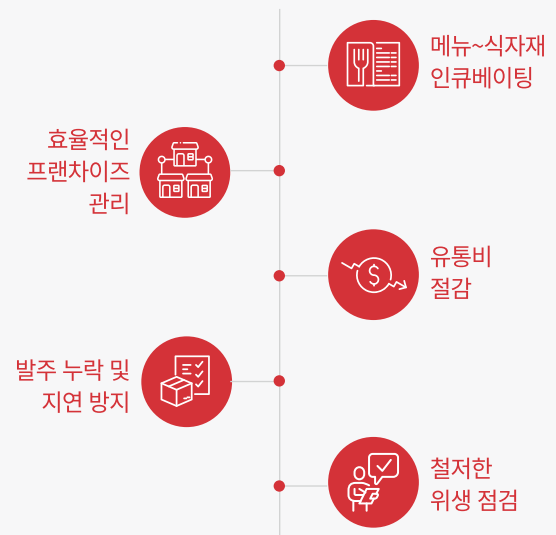 메뉴~식자재
인큐베이팅
효율적인
프랜차이즈
관리
유통비
절감
발주 누락 및
지연 방지
철저한
위생 점검